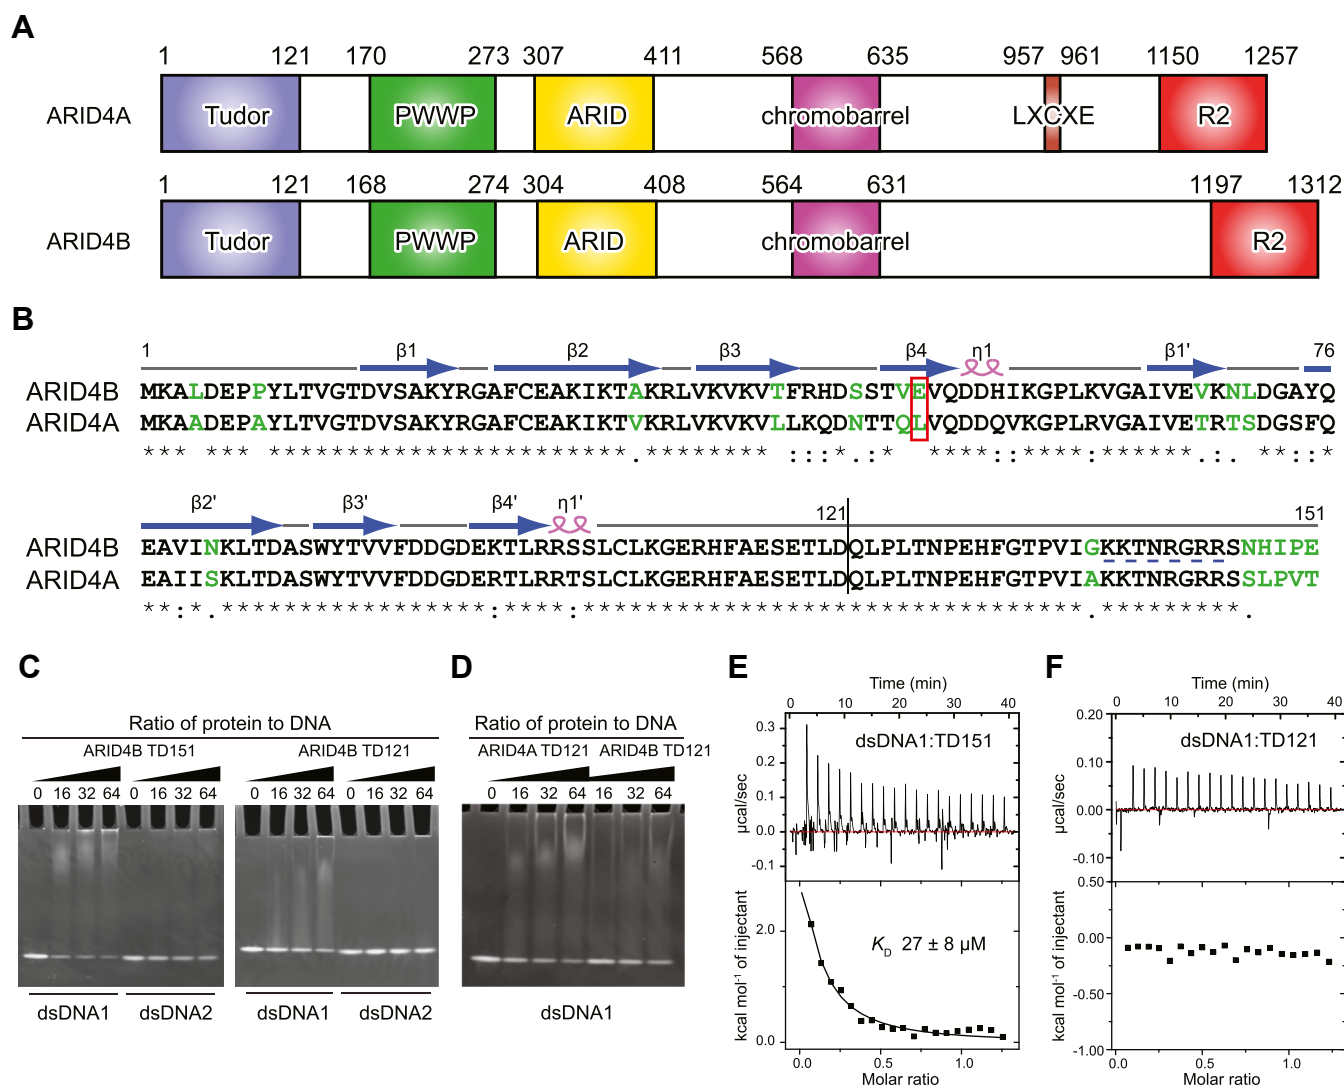 A
1 121 170 273 307 411 568 635 957 961 1150 1257
ARID4A Tudor PWWP ARID chromobarrel LXCXE R2
1 121 168 274 304 408 564 631 1197 1312
ARID4B Tudor PWWP ARID chromobarrel R2
B
1 β1 β2 β3 β4 η1 β1' 76
ARID4B MKALDEPPYLTVGTDVSAKYRGAFCEAKIKTAKRLVKVKVTFRHDSSTVEVQDDHIKGPLKVGAIVEVKNLDGAYQ
ARID4A MKAADEPAYLTVGTDVSAKYRGAFCEAKIKTVKRLVKVKVLLKQDNTTQLVQDDQVKGPLRVGAIVETRTSDGSFQ
*** *** *********************** .******** :::*.:* ******::****:******.:. **::*
β2' β3' β4' η1' 121 151
ARID4B EAVINKLTDASWYTVVFDDGDEKTLRRSSLCLKGERHFAESETLDQLPLTNPEHFGTPVIGKKTNRGRRSNHIPE
ARID4A EAIISKLTDASWYTVVFDDGDERTLRRTSLCLKGERHFAESETLDQLPLTNPEHFGTPVIAKKTNRGRRSSLPVT
**:*.*****************:****:********************************.*********.
C
Ratio of protein to DNA
ARID4B TD151 ARID4B TD121
0 16 32 64 0 16 32 64 0 16 32 64 0 16 32 64
dsDNA1 dsDNA2 dsDNA1 dsDNA2
D
Ratio of protein to DNA
ARID4A TD121 ARID4B TD121
0 16 32 64 0 16 32 64
dsDNA1
E
Time (min)
0 10 20 30 40
dsDNA1:TD151
µcal/sec
0.3
0.2
0.1
0.0
-0.1
kcal mol⁻¹ of injectant
2.0
0.0
KD 27 ± 8 µM
0.0 0.5 1.0
Molar ratio
F
Time (min)
0 10 20 30 40
dsDNA1:TD121
µcal/sec
0.20
0.10
0.00
-0.10
0.50
kcal mol⁻¹ of injectant
0.00
-0.50
-1.00
0.0 0.5 1.0
Molar ratio